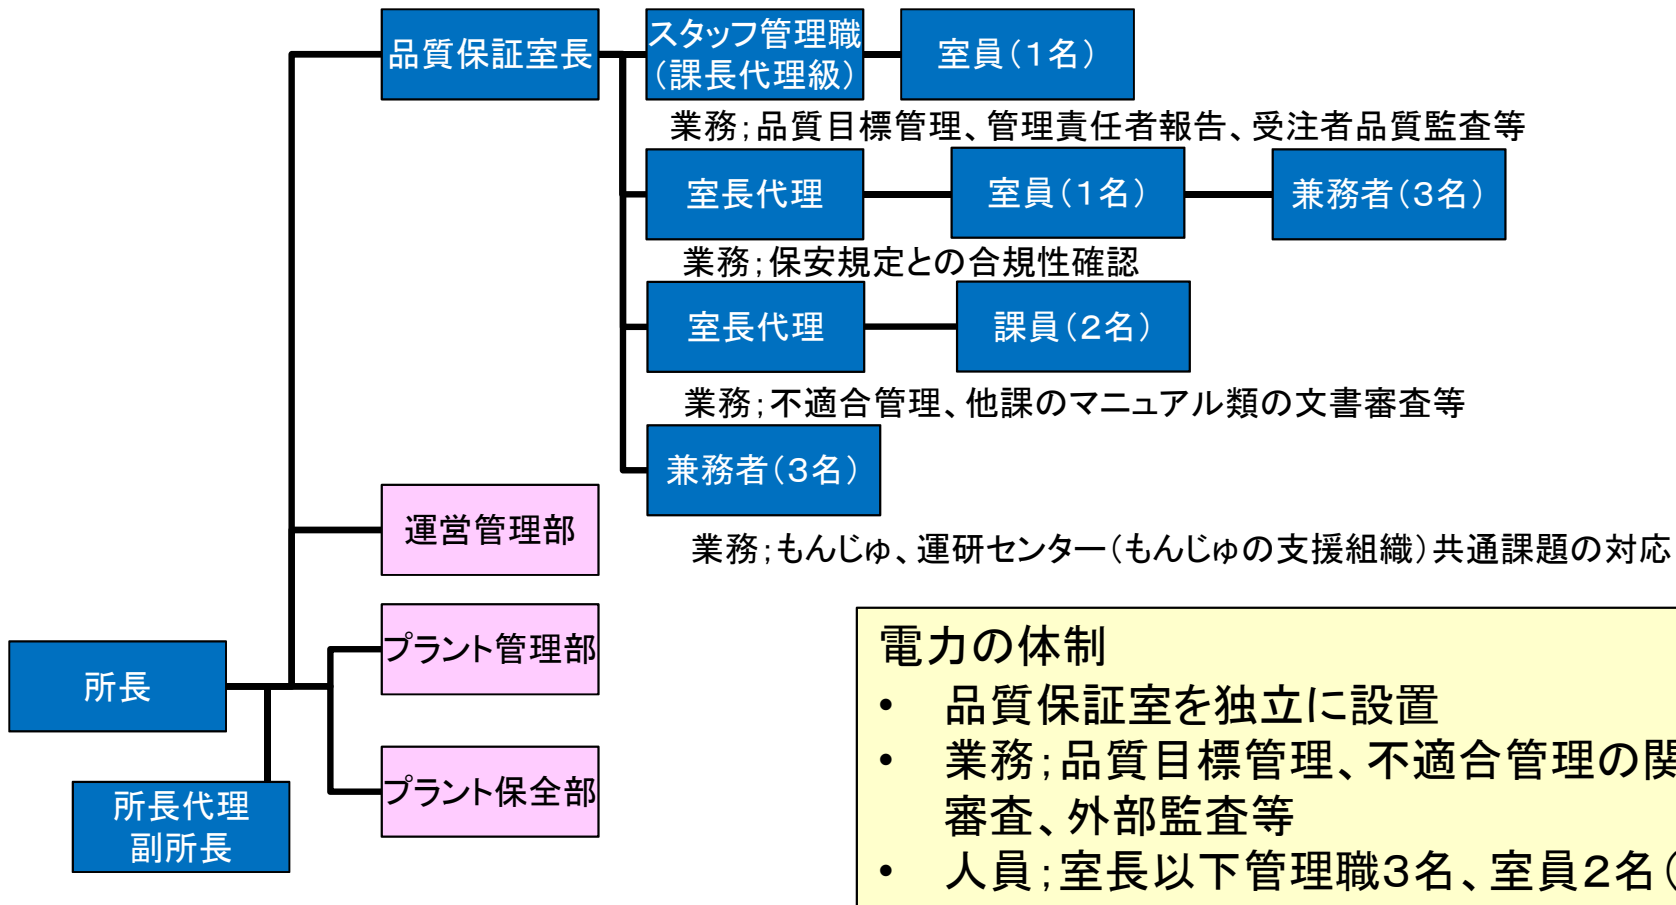 品質保証室長
スタッフ管理職
(課長代理級)
室員(1名)
業務;品質目標管理、管理責任者報告、受注者品質監査等
室長代理
室員(1名)
兼務者(3名)
業務;保安規定との合規性確認
室長代理
課員(2名)
業務;不適合管理、他課のマニュアル類の文書審査等
兼務者(3名)
業務;もんじゅ、運研センター(もんじゅの支援組織)共通課題の対応
運営管理部
プラント管理部
所長
プラント保全部
所長代理
副所長
電力の体制
• 品質保証室を独立に設置
• 業務;品質目標管理、不適合管理の関
審査、外部監査等
• 人員;室長以下管理職3名、室員2名(